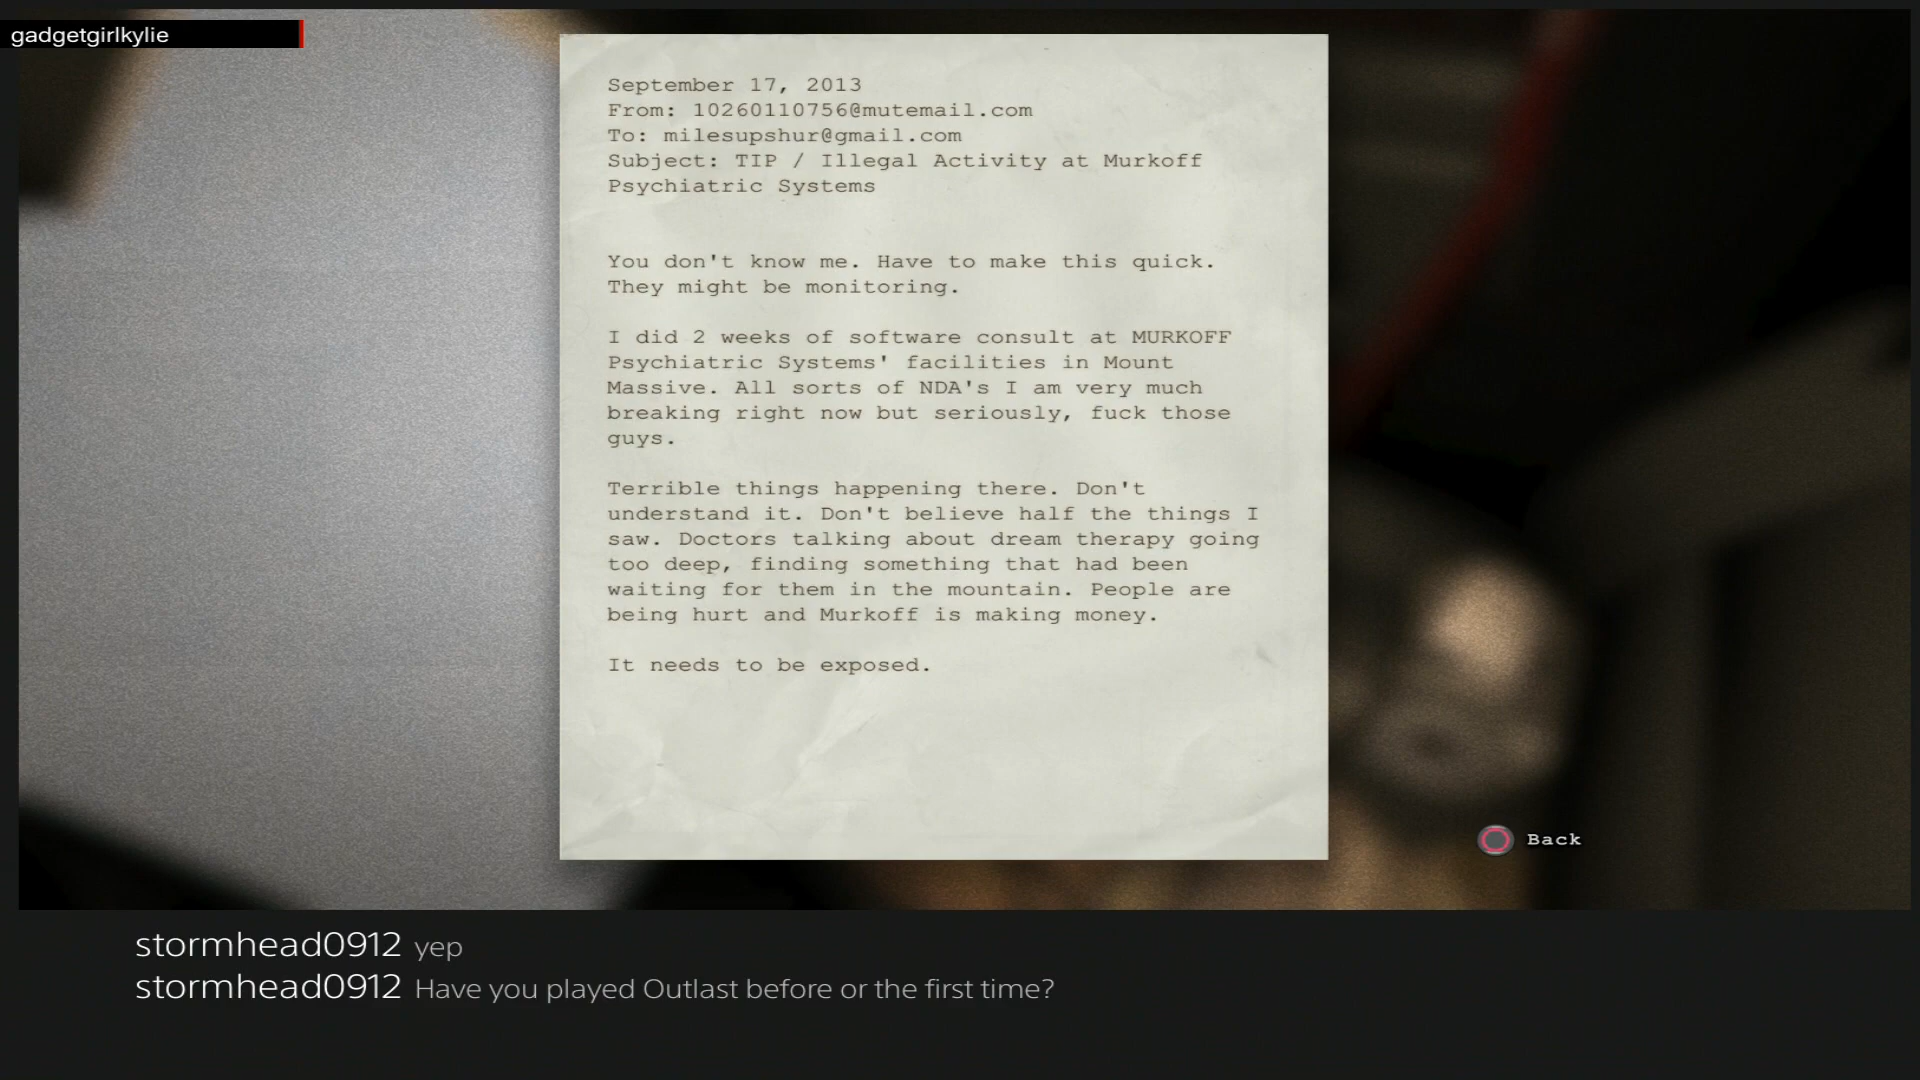 gadgetgirlkylie
September 17, 2013
From: 10260110756@mutemail.com
To: milesupshur@gmail.com
Subject: TIP / Illegal Activity at Murkoff
Psychiatric Systems
You don't know me. Have to make this quick.
They might be monitoring.
I did 2 weeks of software consult at MURKOFF
Psychiatric Systems' facilities in Mount
Massive. All sorts of NDA's I am very much
breaking right now but seriously, fuck those
guys.
Terrible things happening there. Don't
understand it. Don't believe half the things I
saw. Doctors talking about dream therapy going
too deep, finding something that had been
waiting for them in the mountain. People are
being hurt and Murkoff is making money.
It needs to be exposed.
Back
stormhead0912 yep
stormhead0912 Have you played Outlast before or the first time?